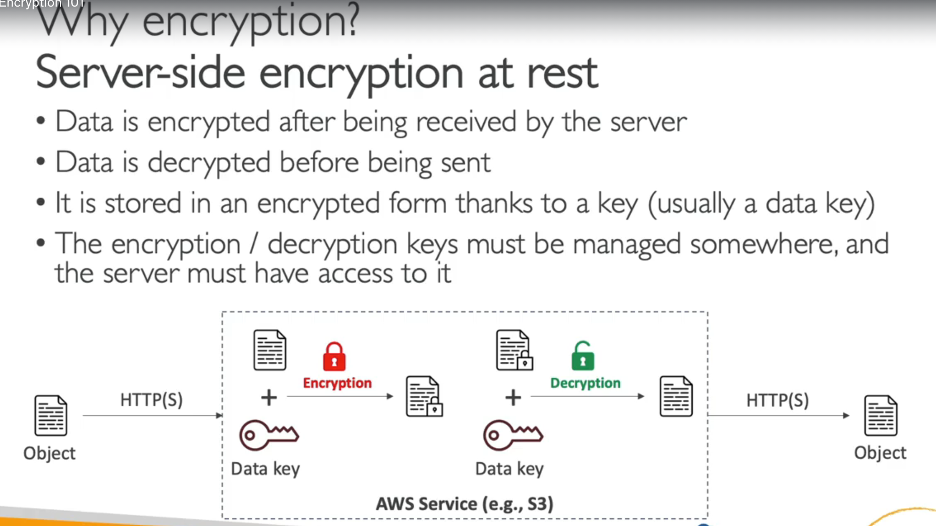 Encryption 101
Why encryption?
Server-side encryption at rest
• Data is encrypted after being received by the server
• Data is decrypted before being sent
• It is stored in an encrypted form thanks to a key (usually a data key)
• The encryption / decryption keys must be managed somewhere, and
the server must have access to it
Object
HTTP(S)
+
Encryption
Data key
+
Decryption
Data key
HTTP(S)
Object
AWS Service (e.g., S3)